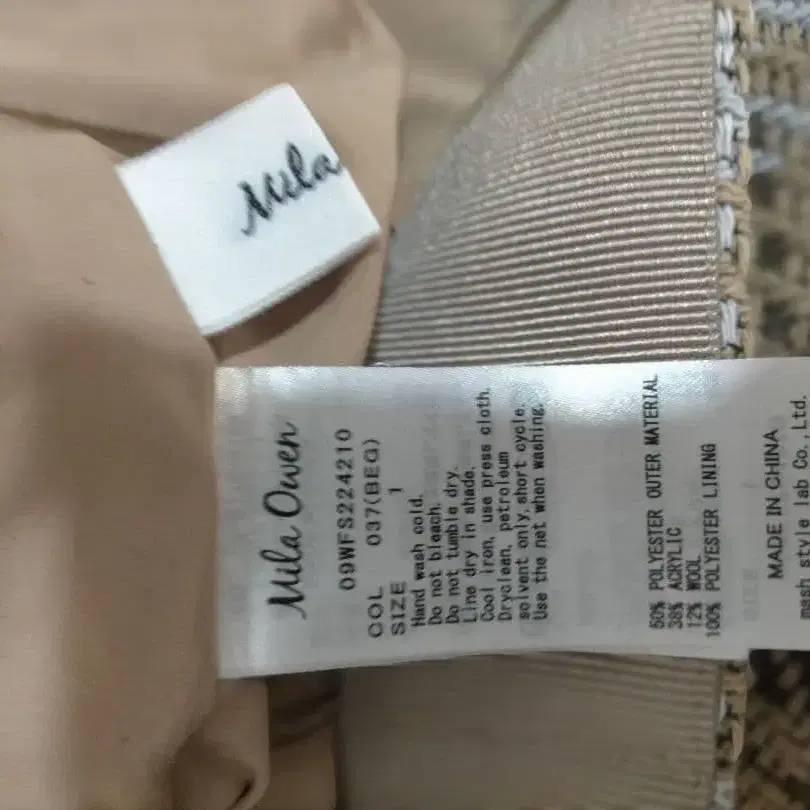 Mila
Mila Owen
09WFS224210
COL 037(BEG)
SIZE 1
Hand wash cold.
Do not bleach.
Do not tumble dry.
Line dry in shade.
Cool iron, use press cloth.
Dryclean, petroleum
solvent only, short cycle.
Use the net when washing.
50% POLYESTER OUTER MATERIAL
38% ACRYLIC
12% WOOL
100% POLYESTER LINING
MADE IN CHINA
mash style lab Co.,Ltd.